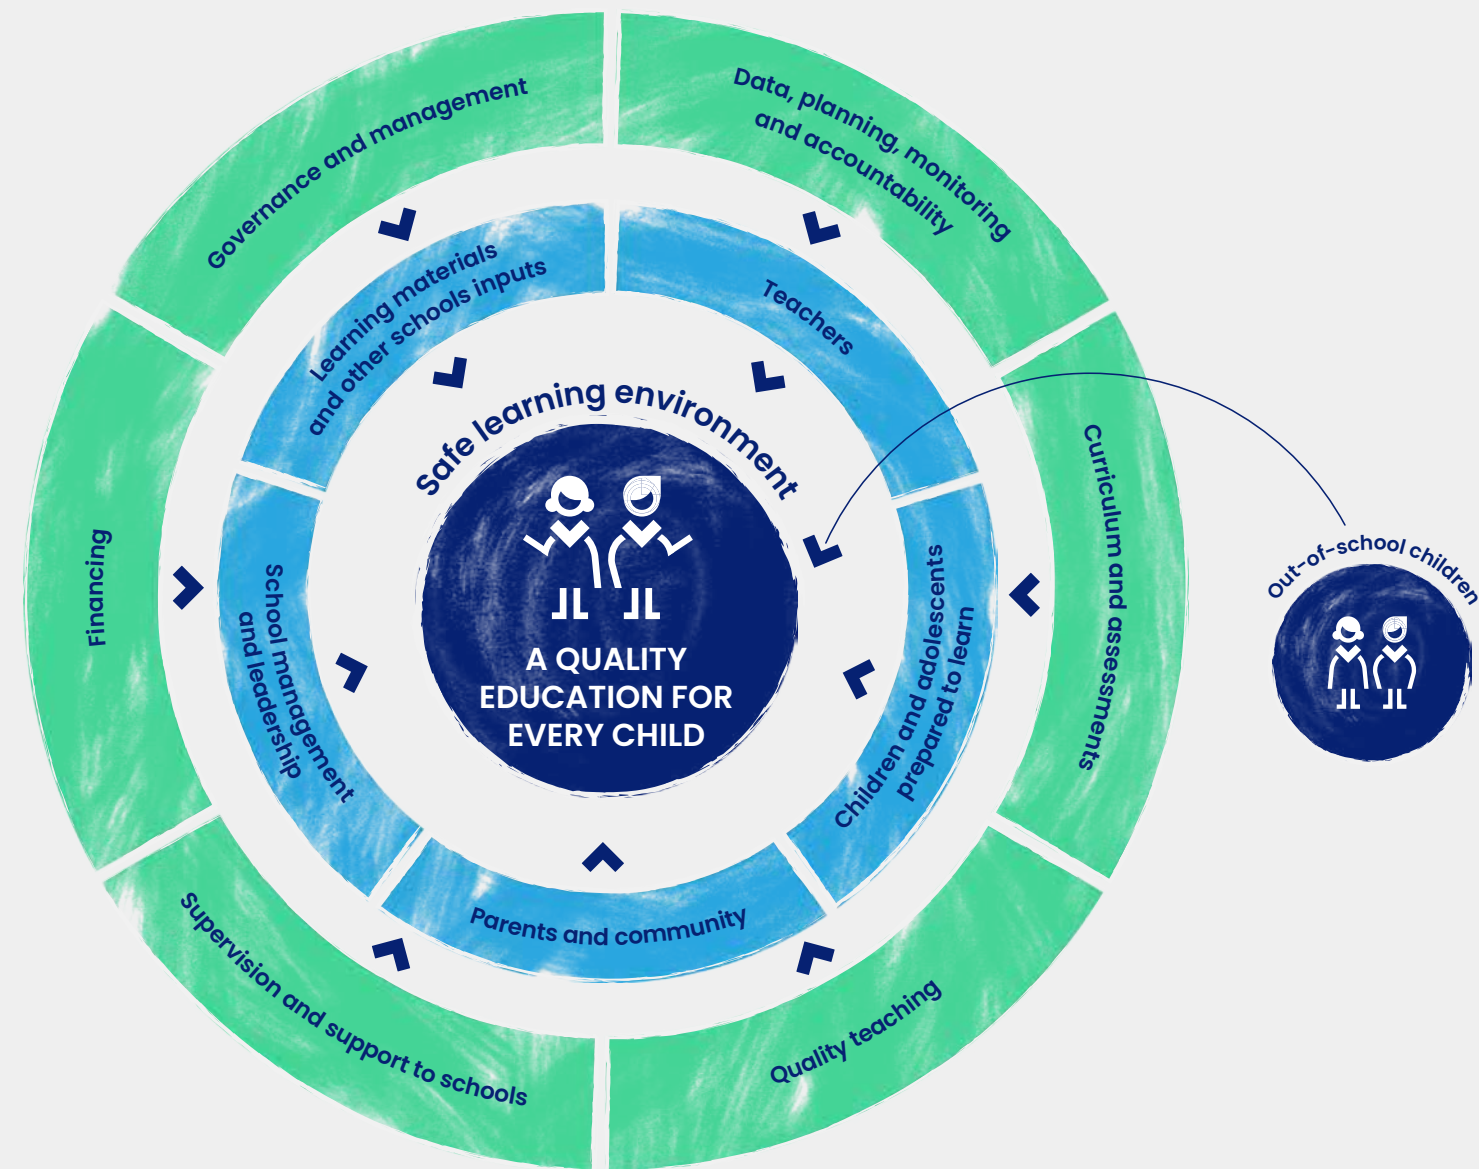 Governance and management
Data, planning, monitoring
and accountability
Learning materials
and other schools inputs
Teachers
Safe learning environment
A QUALITY
EDUCATION FOR
EVERY CHILD
Financing
School management
and leadership
Children and adolescents
prepared to learn
Curriculum and assessments
Out-of-school children
Parents and community
Supervision and support to schools
Quality teaching